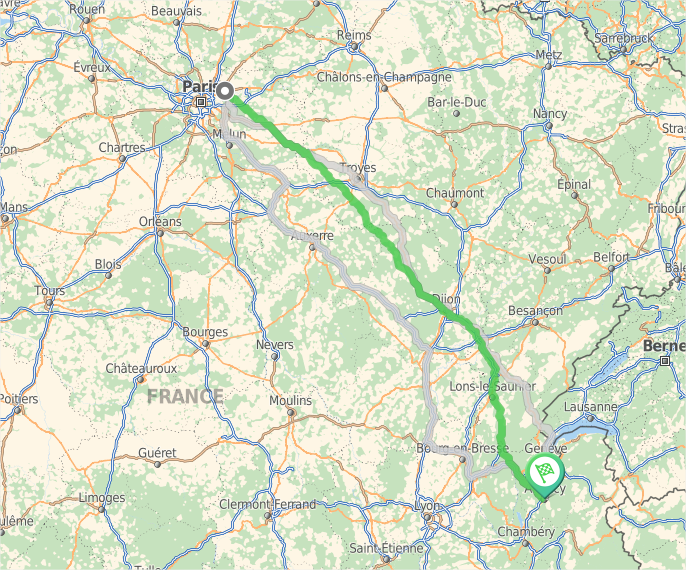 Rouen
Beauvais
Reims
Sarrebruck
Metz
Évreux
Châlons-en-Champagne
Paris
Bar-le-Duc
Nancy
Stras
Melun
Chartres
Troyes
Épinal
Chaumont
Mans
Fribour
Orléans
Auxerre
Vesoul
Belfort
Blois
Tours
Dijon
Besançon
Bourges
Nevers
Berne
Châteauroux
Lons-le-Saunier
FRANCE
Moulins
Poitiers
Lausanne
Guéret
Bourg-en-Bresse
Genève
Limoges
Clermont-Ferrand
Lyon
Chambéry
Saint-Étienne